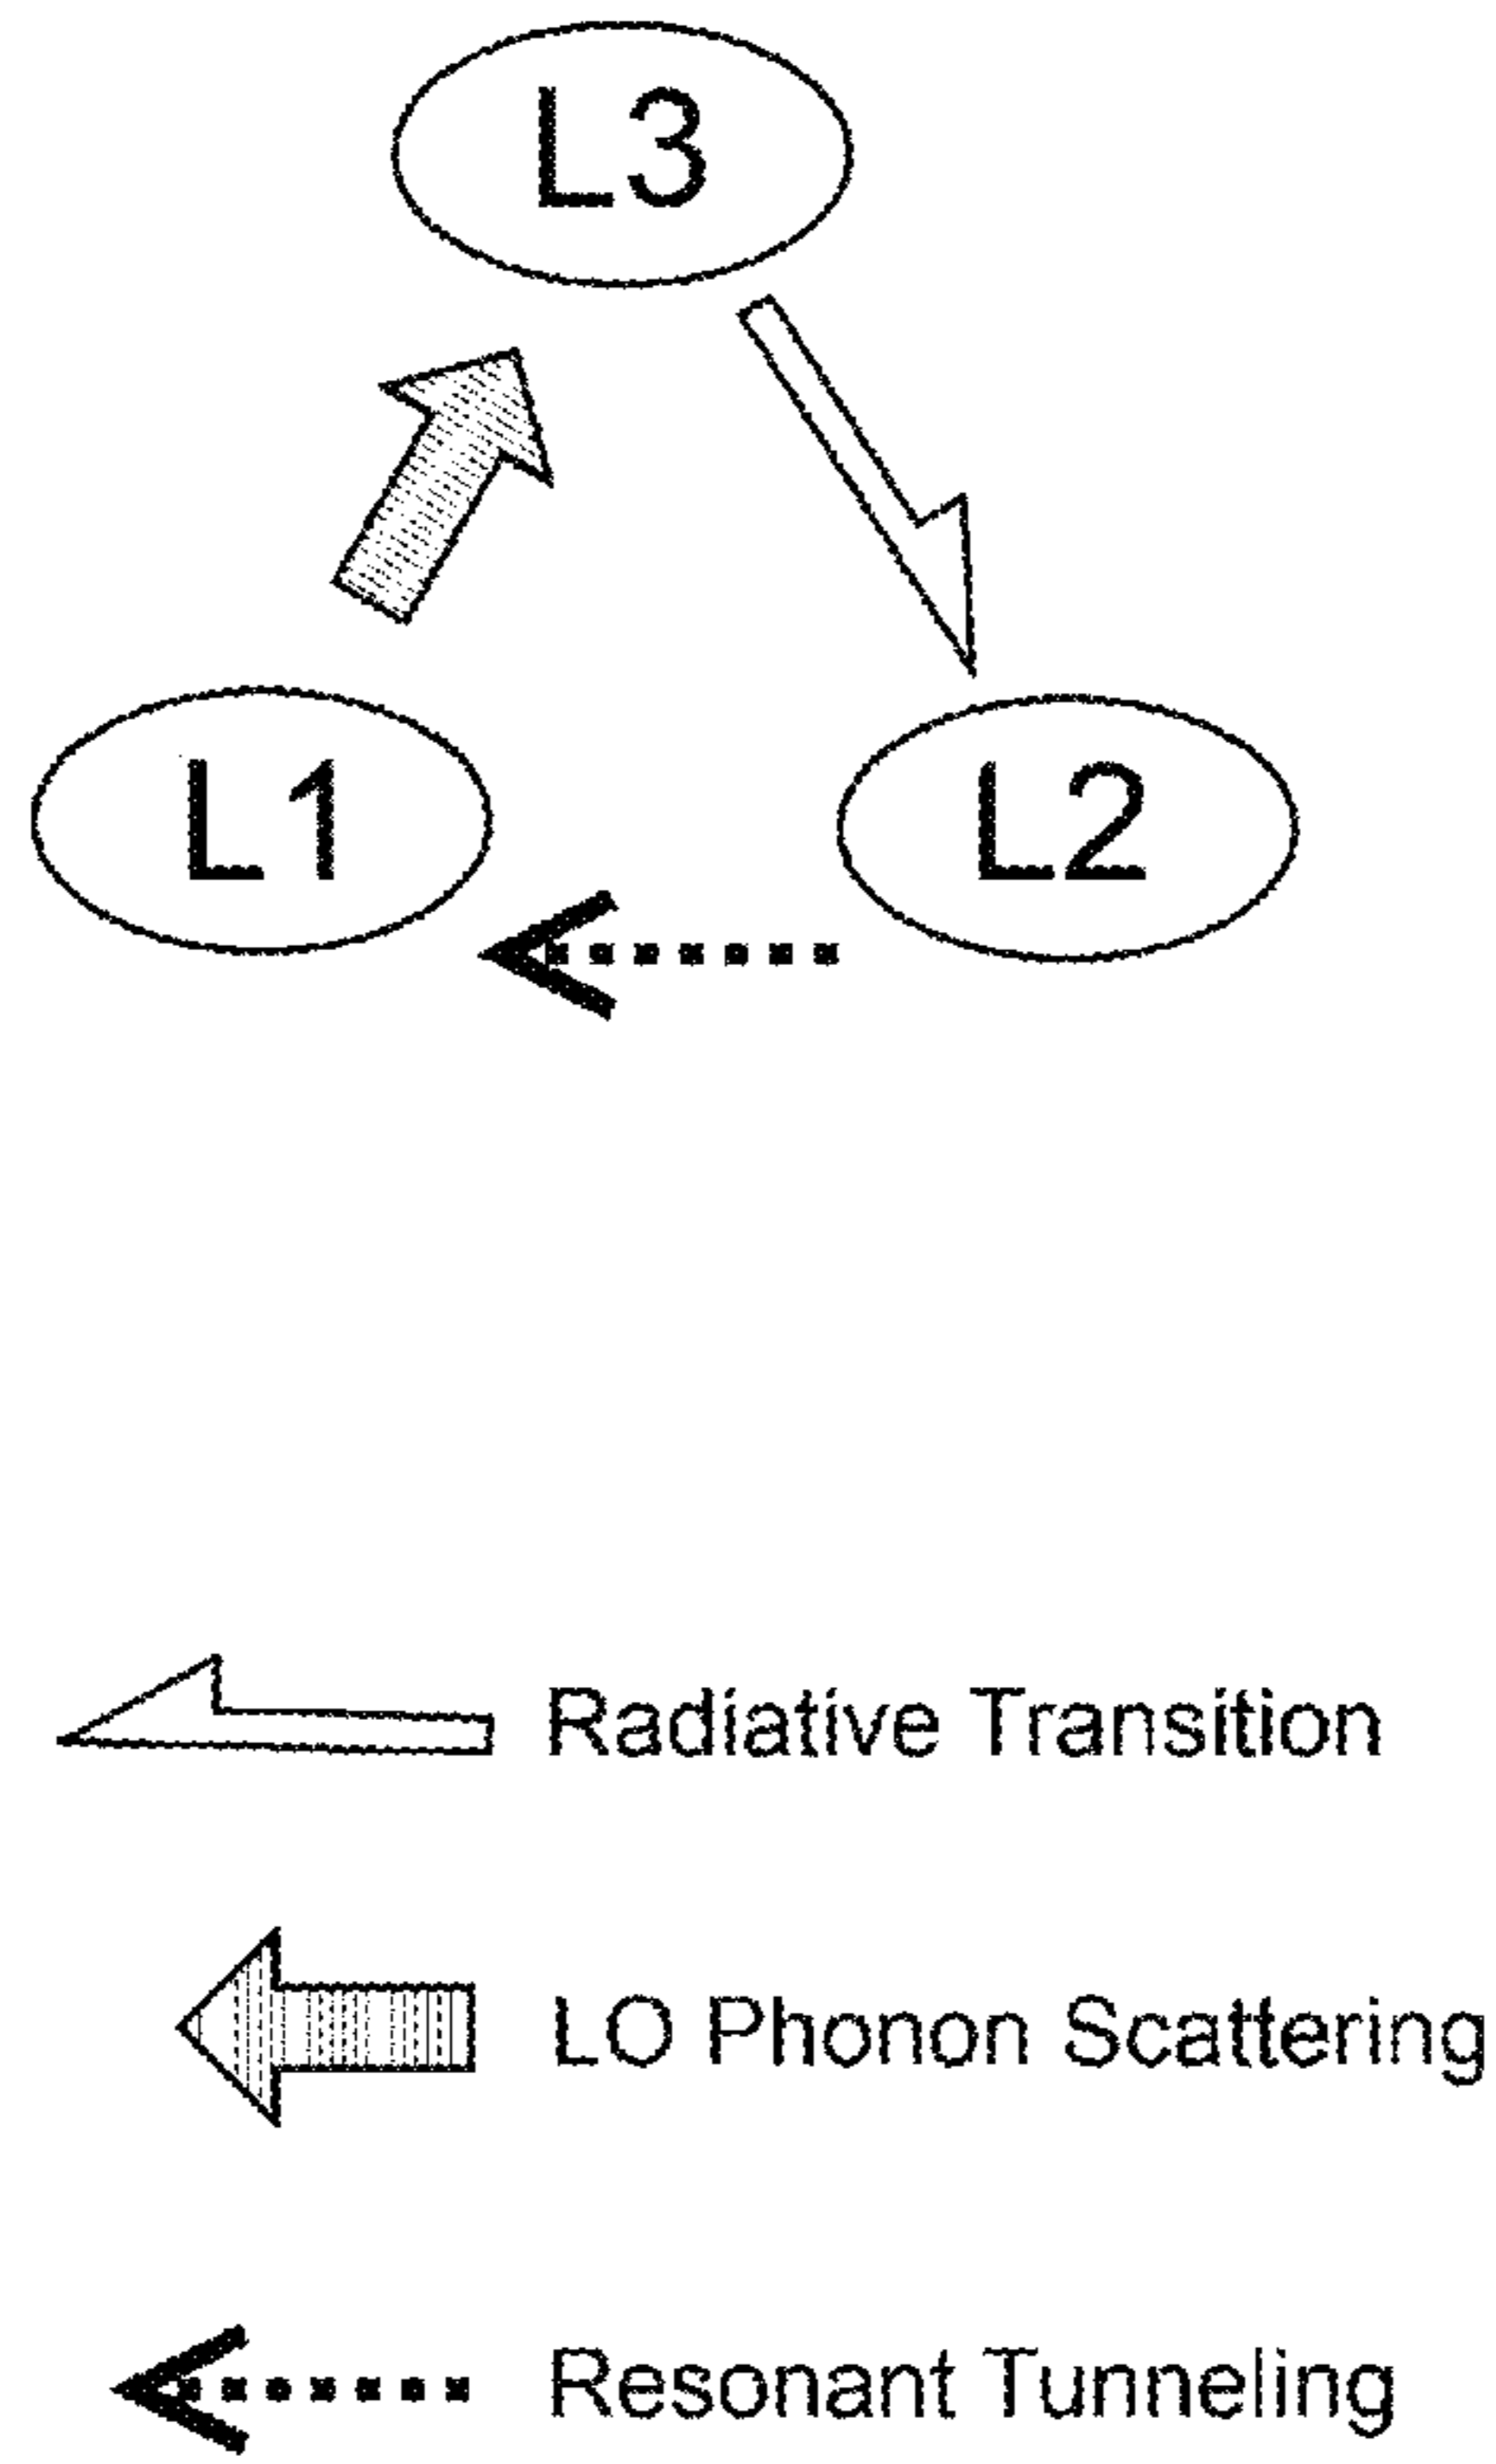 L3
L1
L2
Radiative Transition
LO Phonon Scattering
Resonant Tunneling